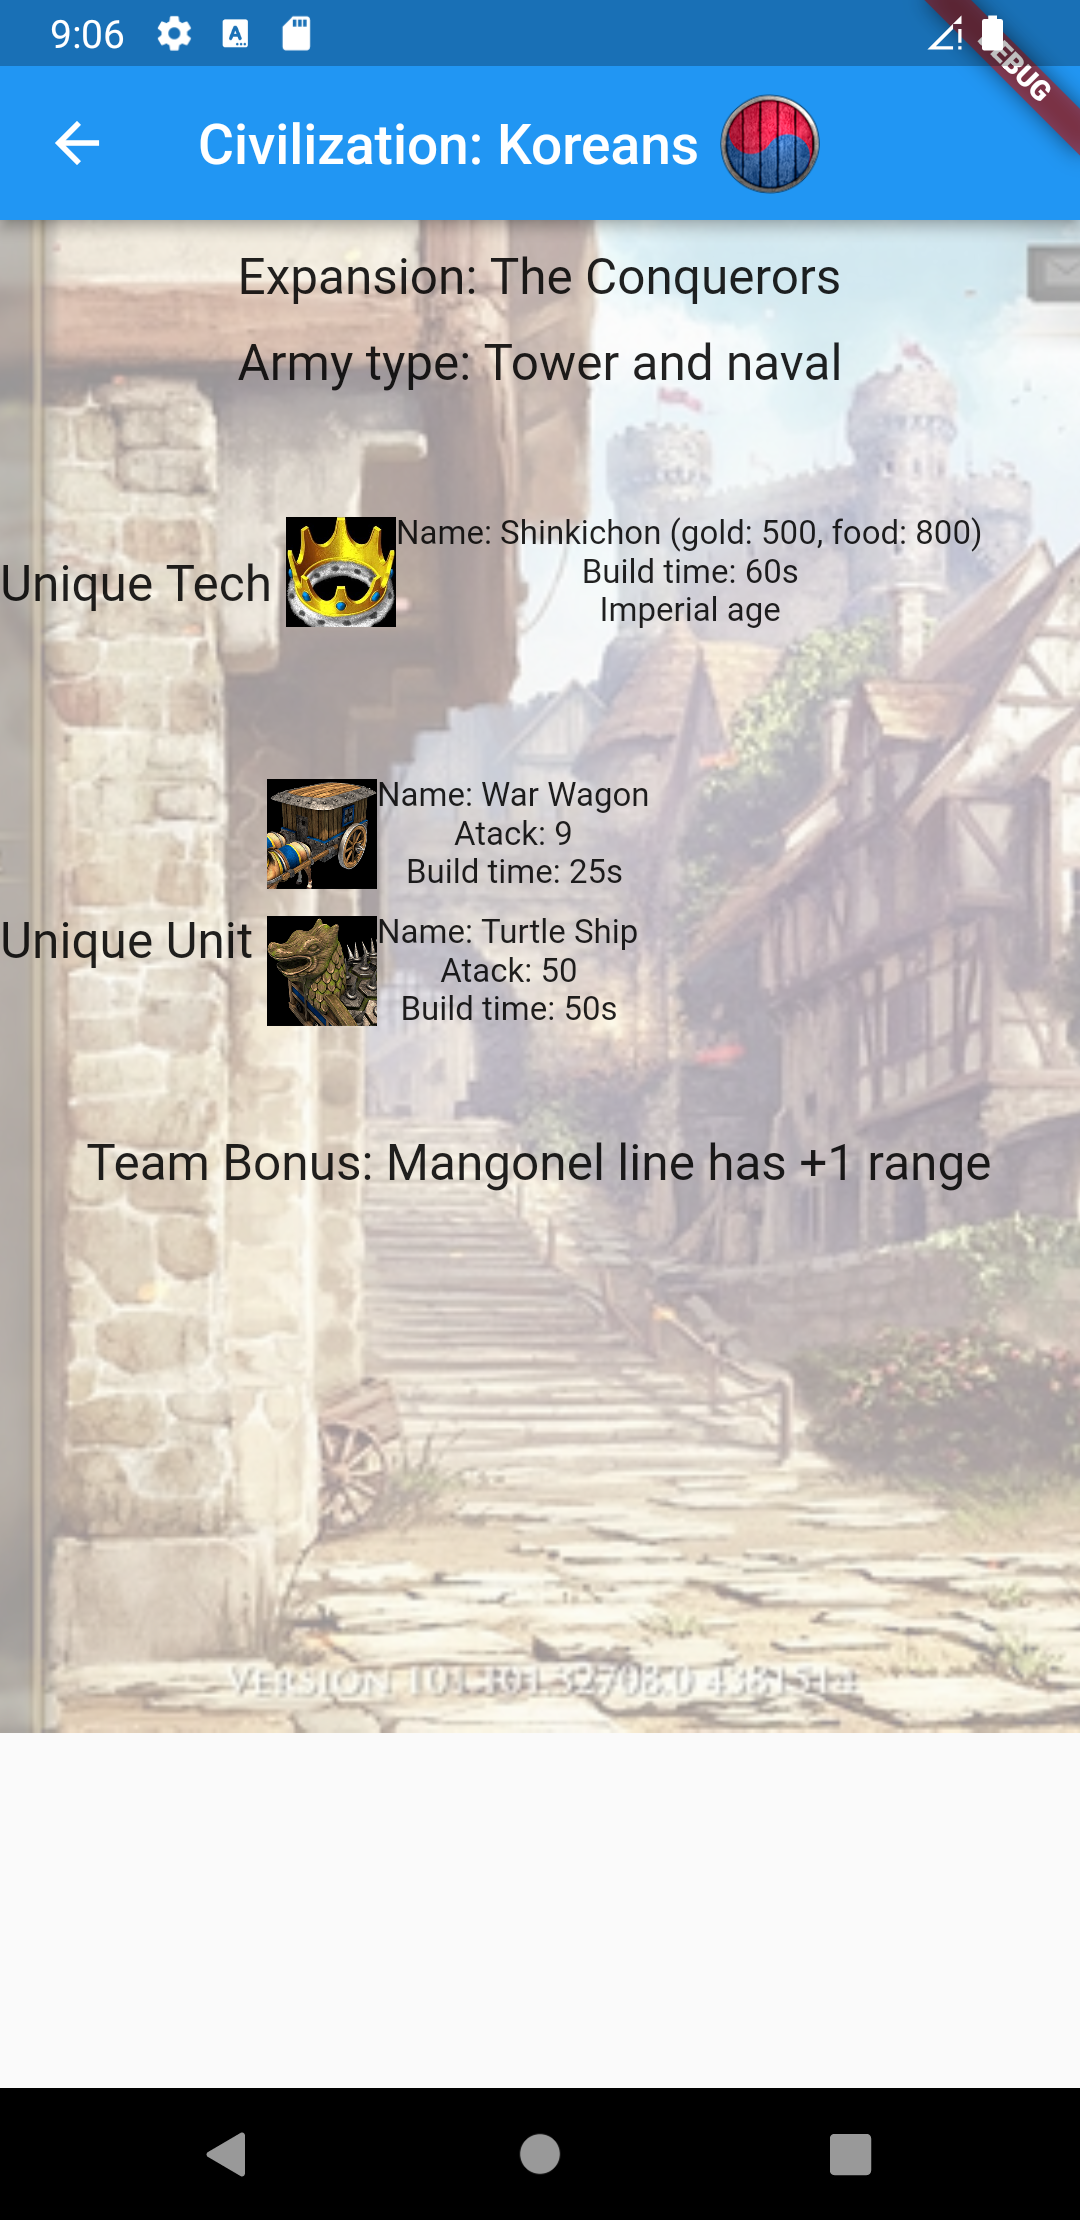 9:06
DEBUG
Civilization: Koreans
Expansion: The Conquerors
Army type: Tower and naval
Unique Tech
Name: Shinkichon (gold: 500, food: 800)
Build time: 60s
Imperial age
Unique Unit
Name: War Wagon
Atack: 9
Build time: 25s
Name: Turtle Ship
Atack: 50
Build time: 50s
Team Bonus: Mangonel line has +1 range
VERSION